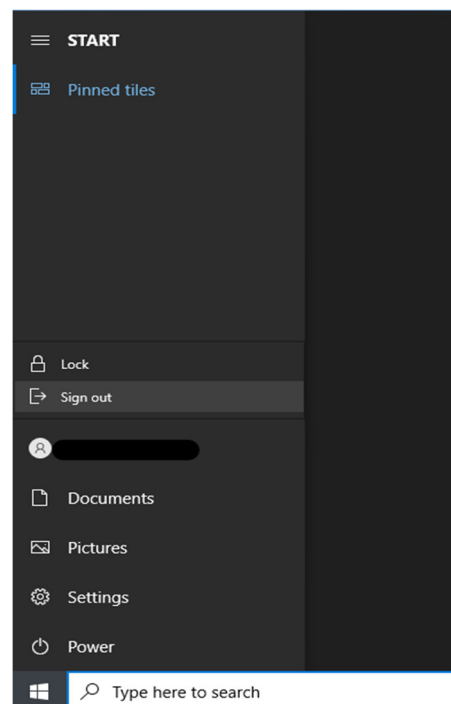 START
Pinned tiles
Lock
Sign out
Documents
Pictures
Settings
Power
Type here to search